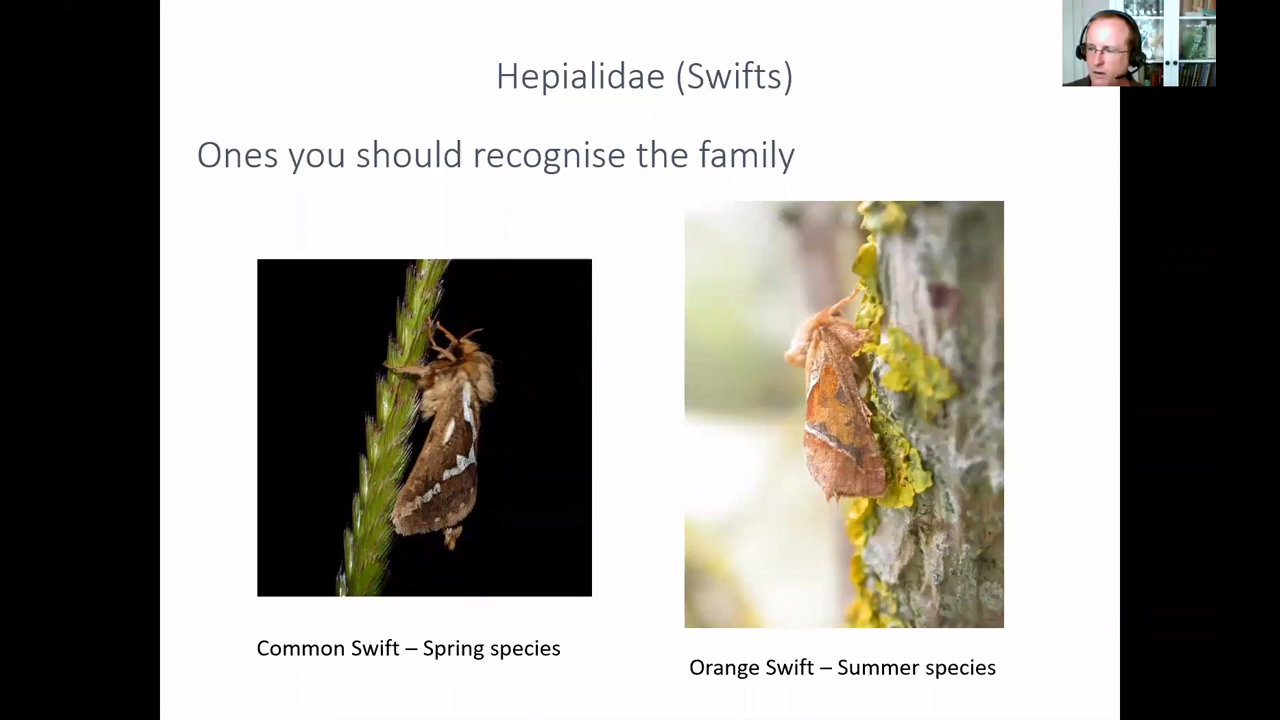 Hepialidae (Swifts)
Ones you should recognise the family
Common Swift – Spring species
Orange Swift – Summer species